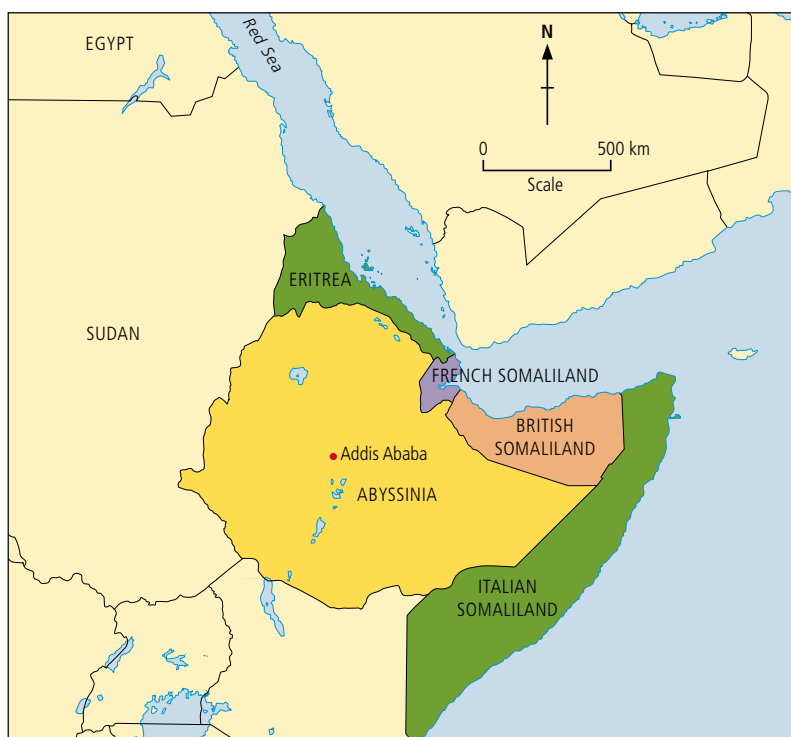 EGYPT
Red Sea
N
0 500 km
Scale
ERITREA
SUDAN
FRENCH SOMALILAND
BRITISH
SOMALILAND
Addis Ababa
ABYSSINIA
ITALIAN
SOMALILAND